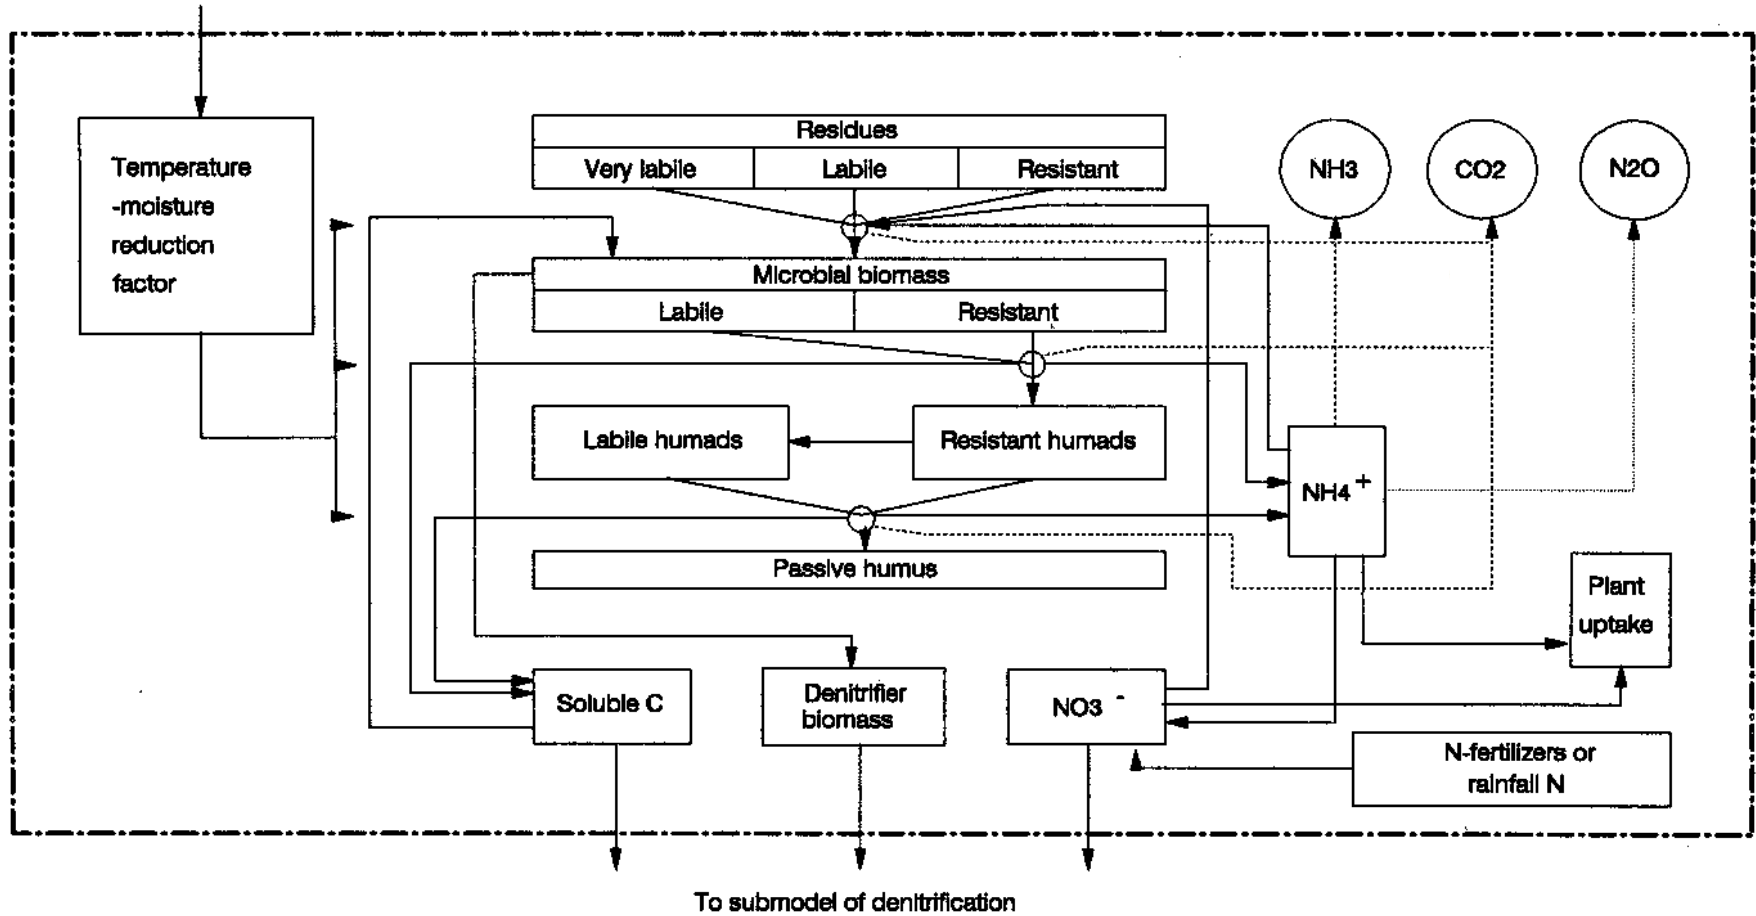 Residues
Very labile
Labile
Resistant
Temperature
-moisture
reduction
factor
NH3
CO2
N2O
Microbial biomass
Labile
Resistant
Labile humads
Resistant humads
NH4 +
Passive humus
Plant
uptake
Soluble C
Denitrifier
biomass
NO3 -
N-fertilizers or
rainfall N
To submodel of denitrification